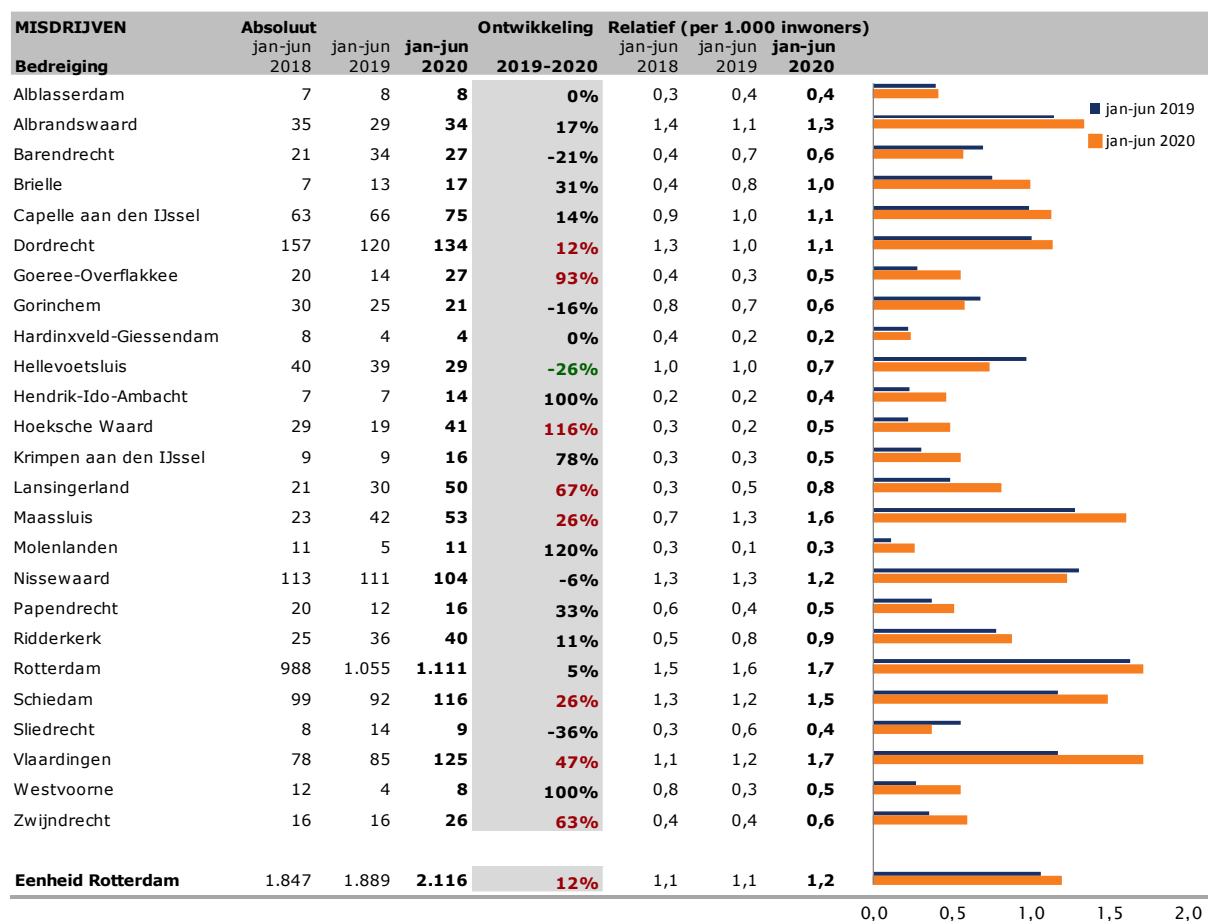 MISDRIJVEN Absoluut Ontwikkeling Relatief (per 1.000 inwoners)
jan-jun jan-jun jan-jun jan-jun jan-jun jan-jun
Bedreiging 2018 2019 2020 2019-2020 2018 2019 2020
Alblasserdam 7 8 8 0% 0,3 0,4 0,4
jan-jun 2019
Albrandswaard 35 29 34 17% 1,4 1,1 1,3
jan-jun 2020
Barendrecht 21 34 27 -21% 0,4 0,7 0,6
Brielle 7 13 17 31% 0,4 0,8 1,0
Capelle aan den IJssel 63 66 75 14% 0,9 1,0 1,1
Dordrecht 157 120 134 12% 1,3 1,0 1,1
Goeree-Overflakkee 20 14 27 93% 0,4 0,3 0,5
Gorinchem 30 25 21 -16% 0,8 0,7 0,6
Hardinxveld-Giessendam 8 4 4 0% 0,4 0,2 0,2
Hellevoetsluis 40 39 29 -26% 1,0 1,0 0,7
Hendrik-Ido-Ambacht 7 7 14 100% 0,2 0,2 0,4
Hoeksche Waard 29 19 41 116% 0,3 0,2 0,5
Krimpen aan den IJssel 9 9 16 78% 0,3 0,3 0,5
Lansingerland 21 30 50 67% 0,3 0,5 0,8
Maassluis 23 42 53 26% 0,7 1,3 1,6
Molenlanden 11 5 11 120% 0,3 0,1 0,3
Nissewaard 113 111 104 -6% 1,3 1,3 1,2
Papendrecht 20 12 16 33% 0,6 0,4 0,5
Ridderkerk 25 36 40 11% 0,5 0,8 0,9
Rotterdam 988 1.055 1.111 5% 1,5 1,6 1,7
Schiedam 99 92 116 26% 1,3 1,2 1,5
Sliedrecht 8 14 9 -36% 0,3 0,6 0,4
Vlaardingen 78 85 125 47% 1,1 1,2 1,7
Westvoorne 12 4 8 100% 0,8 0,3 0,5
Zwijndrecht 16 16 26 63% 0,4 0,4 0,6
Eenheid Rotterdam 1.847 1.889 2.116 12% 1,1 1,1 1,2
0,0 0,5 1,0 1,5 2,0